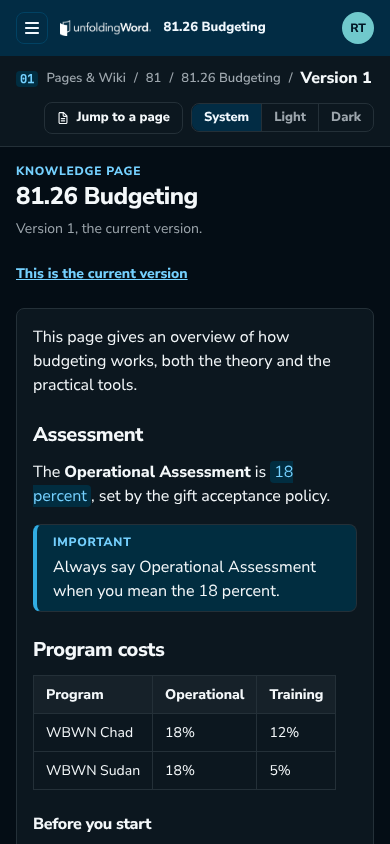 unfoldingWord. 81.26 Budgeting RT
01 Pages & Wiki / 81 / 81.26 Budgeting / Version 1
Jump to a page System Light Dark
KNOWLEDGE PAGE
81.26 Budgeting
Version 1, the current version.
This is the current version
This page gives an overview of how
budgeting works, both the theory and the
practical tools.
Assessment
The Operational Assessment is 18
percent, set by the gift acceptance policy.
IMPORTANT
Always say Operational Assessment
when you mean the 18 percent.
Program costs
Program Operational Training
WBWN Chad 18% 12%
WBWN Sudan 18% 5%
Before you start